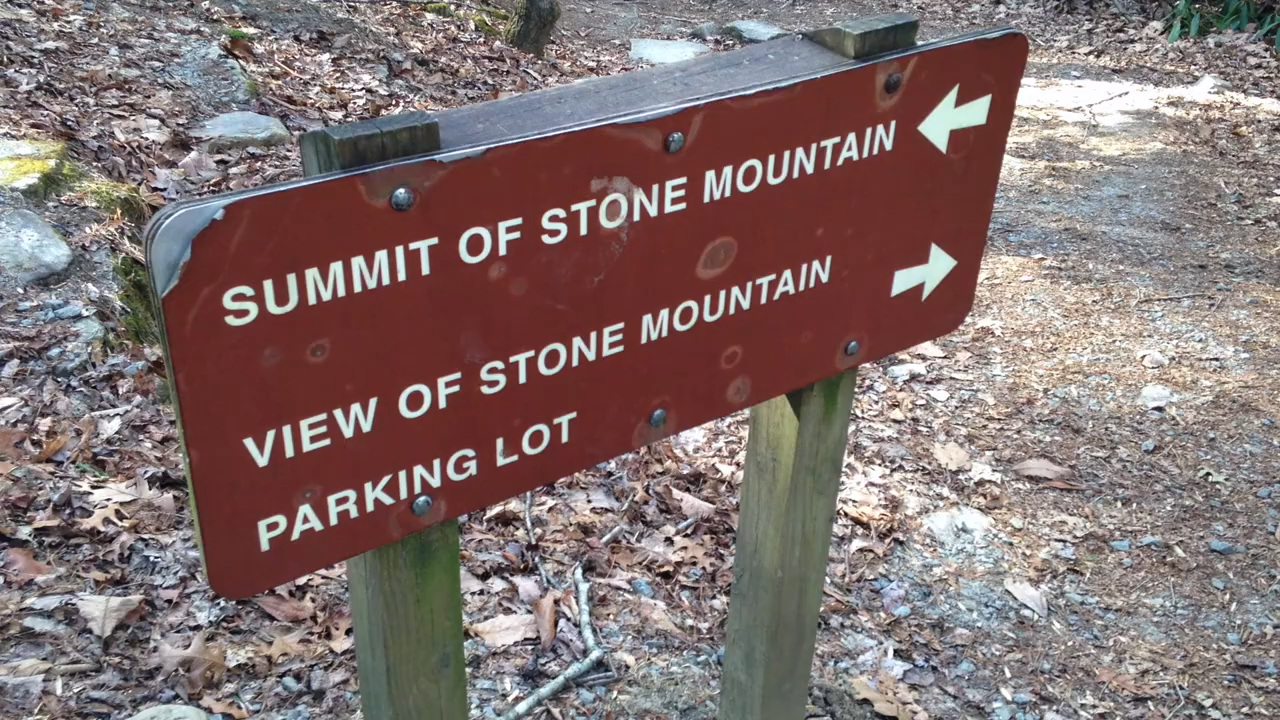 SUMMIT OF STONE MOUNTAIN
VIEW OF STONE MOUNTAIN
PARKING LOT